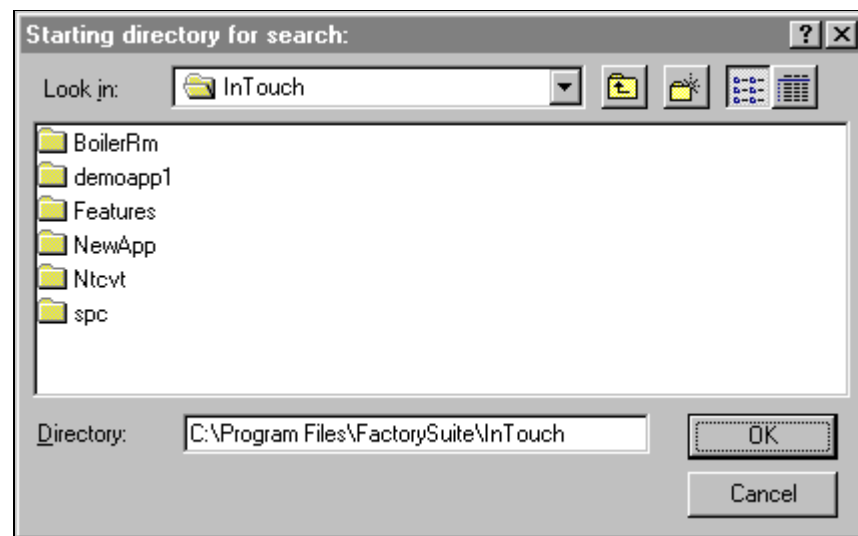 Starting directory for search:
Look in: InTouch
BoilerRm
demoapp1
Features
NewApp
Ntcvt
spc
Directory: C:\Program Files\FactorySuite\InTouch OK
Cancel